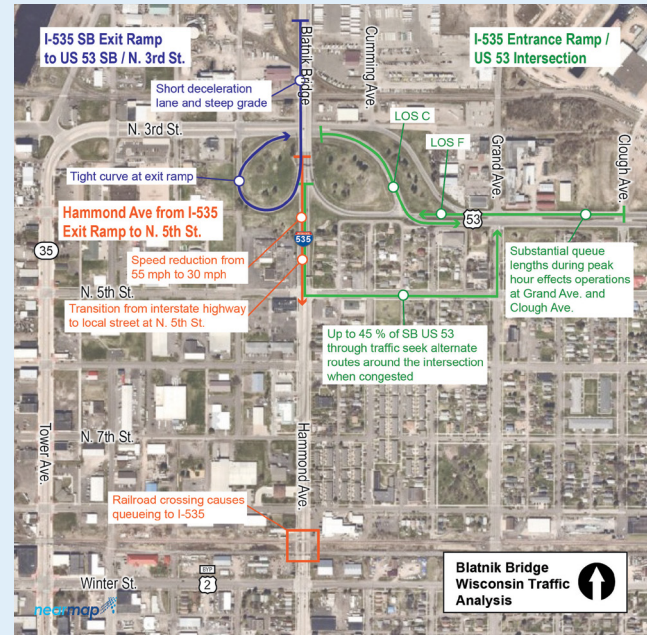 I-535 SB Exit Ramp
to US 53 SB / N. 3rd St.
Blatnik Bridge
Cumming Ave.
I-535 Entrance Ramp /
US 53 Intersection
Short deceleration
lane and steep grade
N. 3rd St.
LOS C
LOS F
Grand Ave.
Clough Ave.
Tight curve at exit ramp
Hammond Ave from I-535
Exit Ramp to N. 5th St.
53
535
35
Speed reduction from
55 mph to 30 mph
Substantial queue
lengths during peak
hour effects operations
at Grand Ave. and
Clough Ave.
N. 5th St.
Transition from interstate highway
to local street at N. 5th St.
Up to 45 % of SB US 53
through traffic seek alternate
routes around the intersection
when congested
Tower Ave.
N. 7th St.
Hammond Ave.
Railroad crossing causes
queueing to I-535
BYP
2
Winter St.
nearmap
Blatnik Bridge
Wisconsin Traffic
Analysis